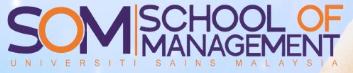 SOM SCHOOL OF
MANAGEMENT
UNIVERSITI SAINS MALAYSIA